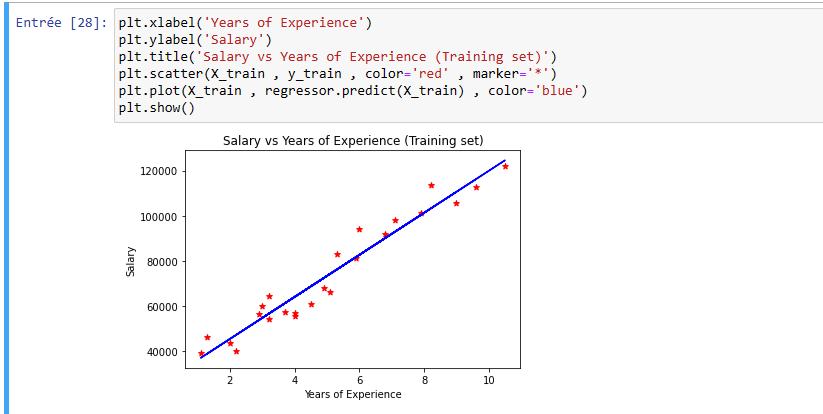 Entrée [28]: plt.xlabel('Years of Experience')
plt.ylabel('Salary')
plt.title('Salary vs Years of Experience (Training set)')
plt.scatter(X_train , y_train , color='red' , marker='*')
plt.plot(X_train , regressor.predict(X_train) , color='blue')
plt.show()
Salary vs Years of Experience (Training set)
120000
100000
80000
60000
40000
Salary
2 4 6 8 10
Years of Experience